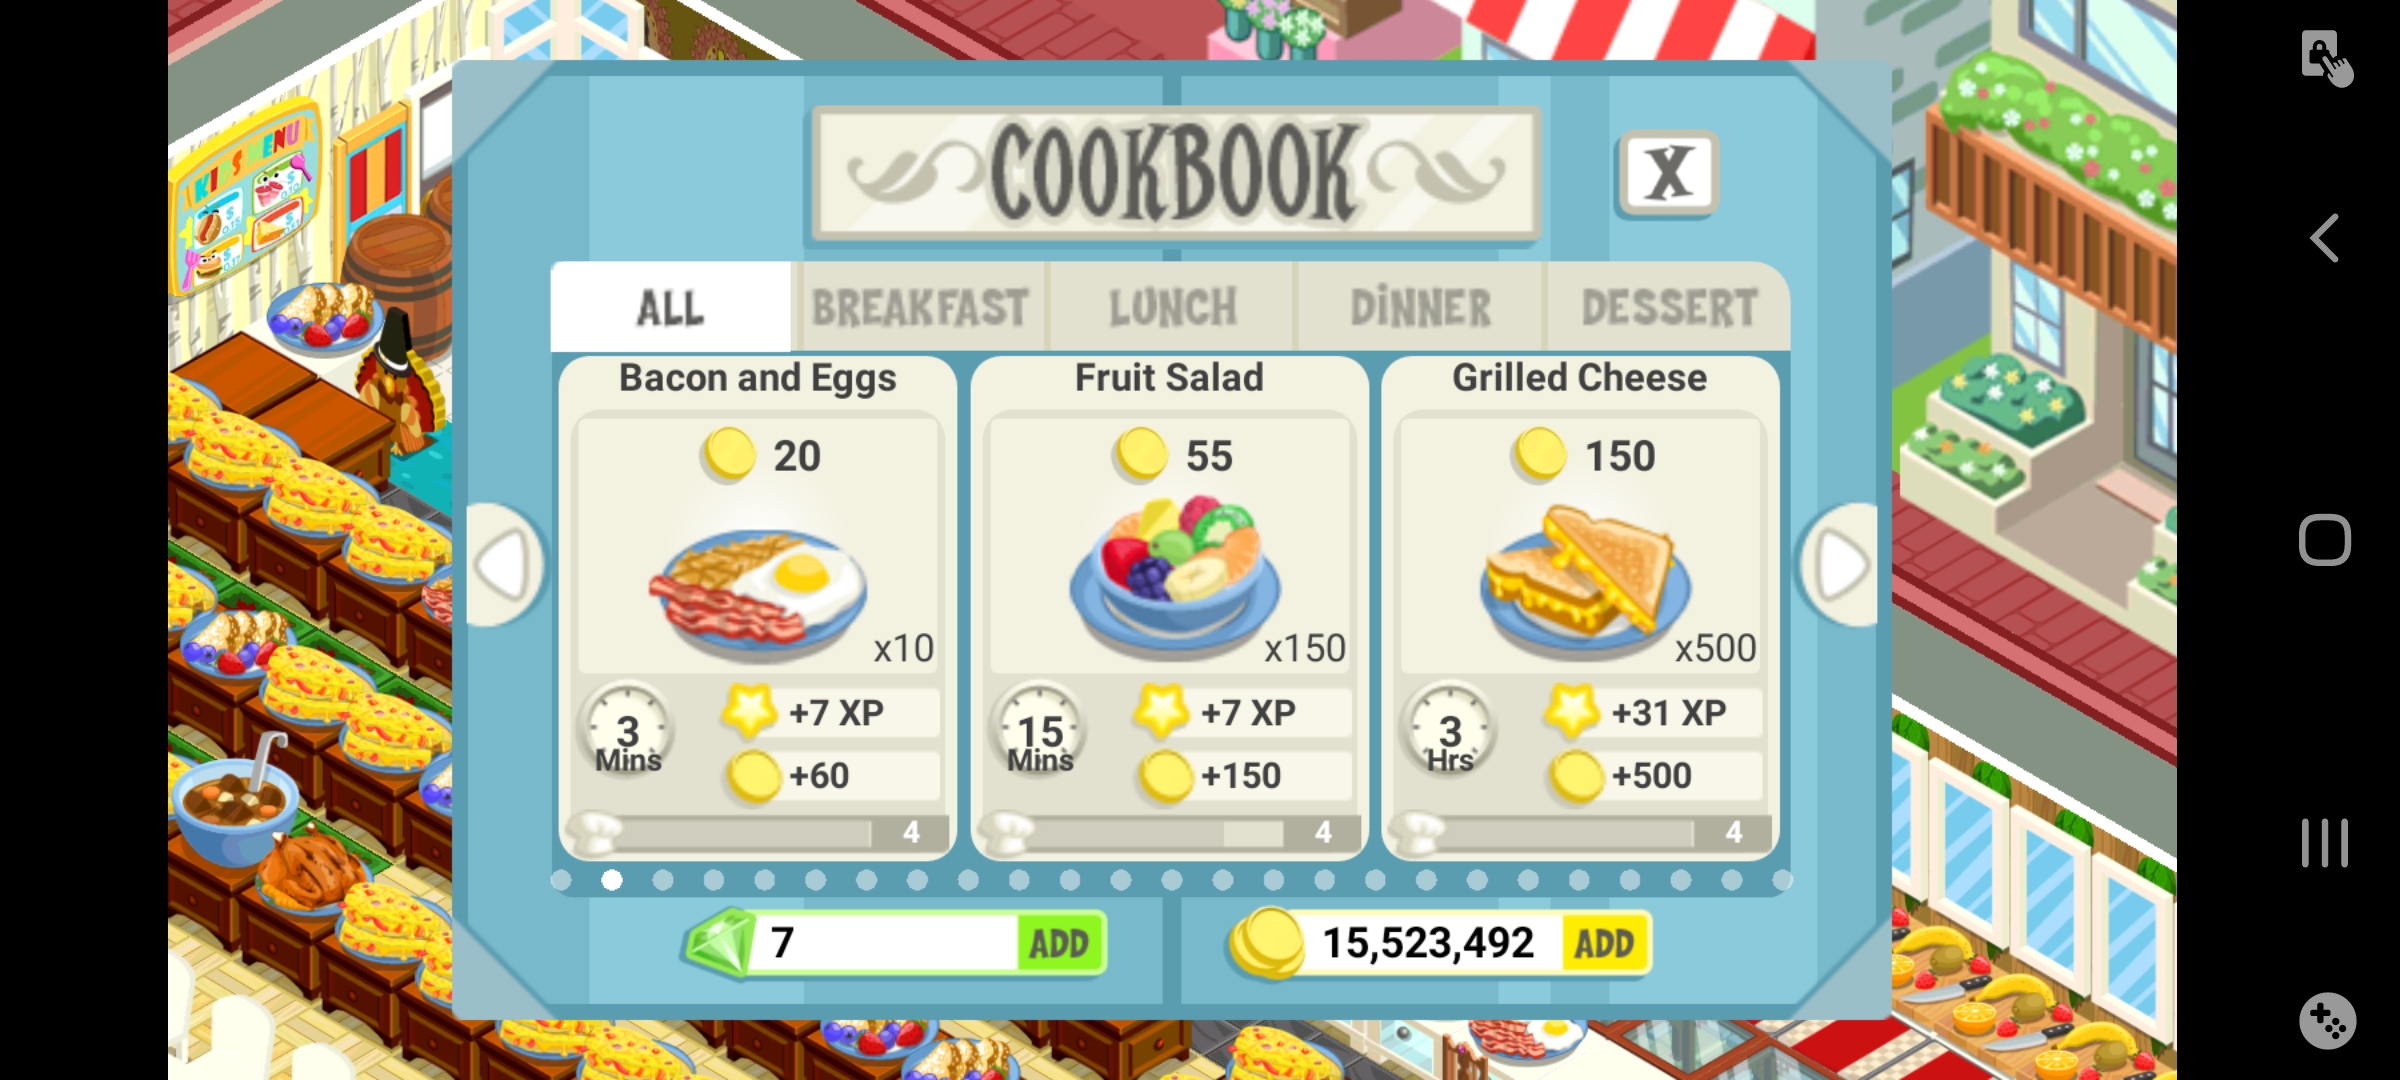 COOKBOOK
X
ALL BREAKFAST LUNCH DINNER DESSERT
Bacon and Eggs
20
x10
3 Mins
+7 XP
+60
4
Fruit Salad
55
x150
15 Mins
+7 XP
+150
4
Grilled Cheese
150
x500
3 Hrs
+31 XP
+500
4
7 ADD
15,523,492 ADD
KIDS MENU